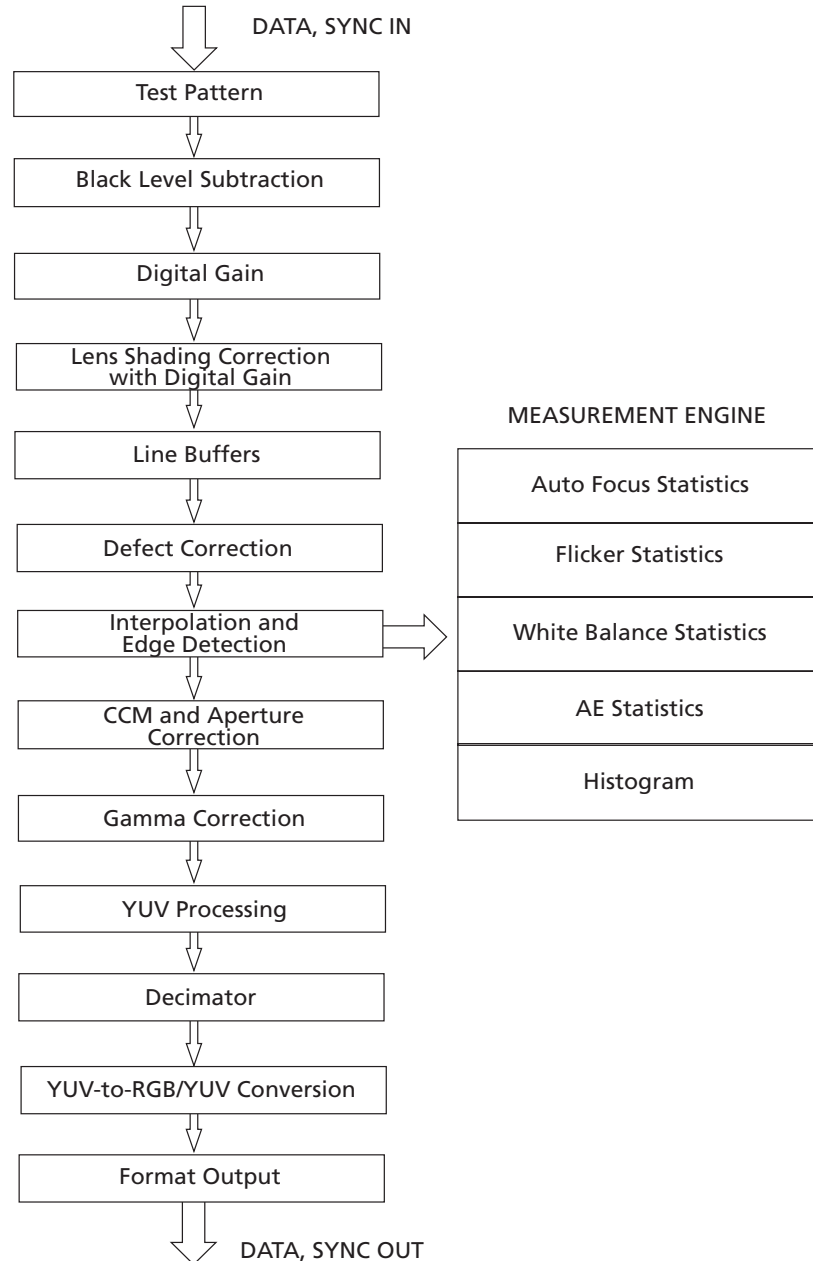 DATA, SYNC IN
Test Pattern
Black Level Subtraction
Digital Gain
Lens Shading Correction
with Digital Gain
Line Buffers
Defect Correction
Interpolation and
Edge Detection
CCM and Aperture
Correction
Gamma Correction
YUV Processing
Decimator
YUV-to-RGB/YUV Conversion
Format Output
DATA, SYNC OUT
MEASUREMENT ENGINE
Auto Focus Statistics
Flicker Statistics
White Balance Statistics
AE Statistics
Histogram